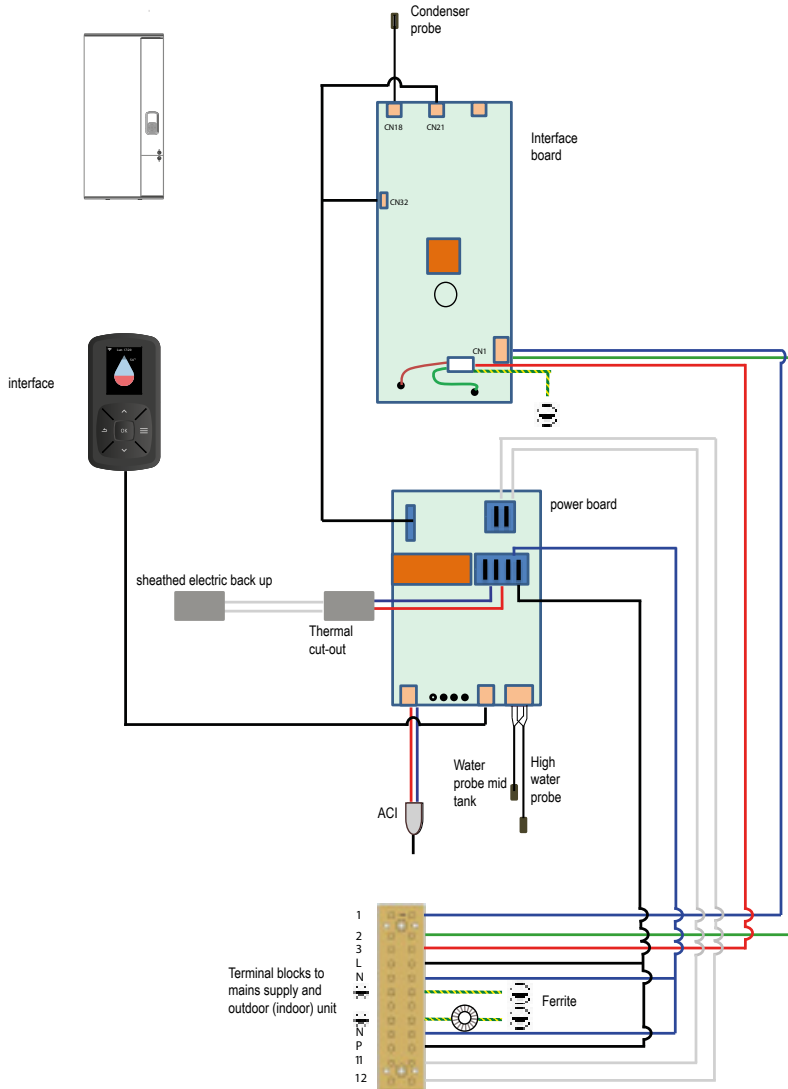 Condenser
probe
CN18
CN21
Interface
board
CN32
CN1
interface
OK
power board
sheathed electric back up
Thermal
cut-out
Water
probe mid
tank
High
water
probe
ACI
1
2
3
L
N
N
P
11
12
Terminal blocks to
mains supply and
outdoor (indoor) unit
Ferrite